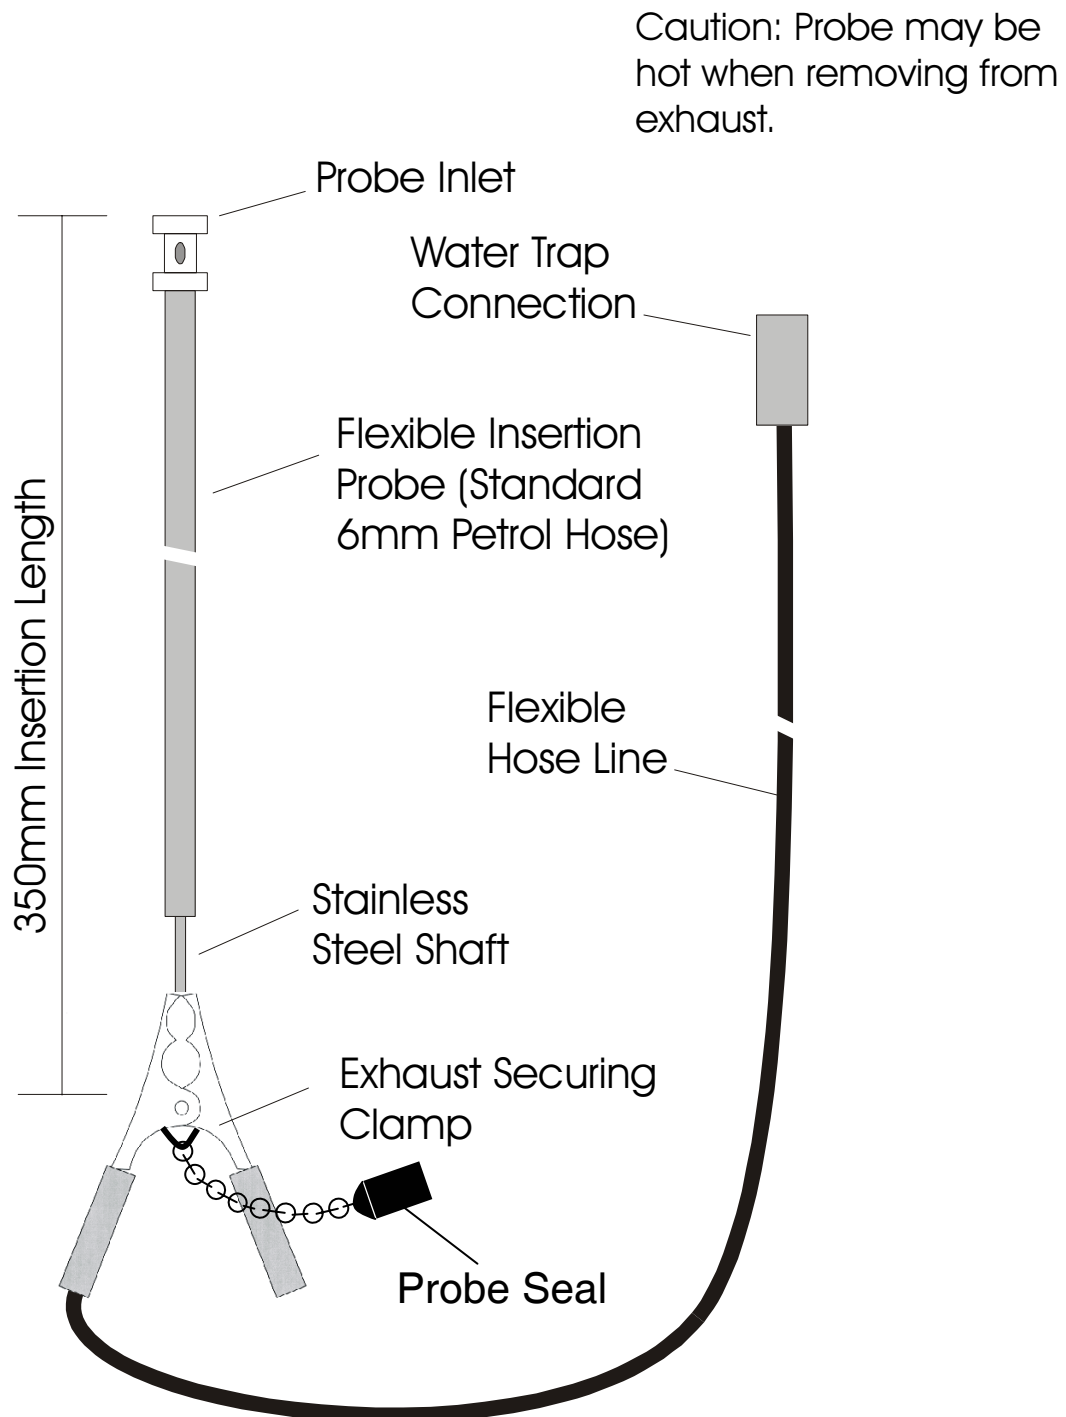 Caution: Probe may be
hot when removing from
exhaust.
Probe Inlet
Water Trap
Connection
Flexible Insertion
Probe (Standard
6mm Petrol Hose)
350mm Insertion Length
Flexible
Hose Line
Stainless
Steel Shaft
Exhaust Securing
Clamp
Probe Seal